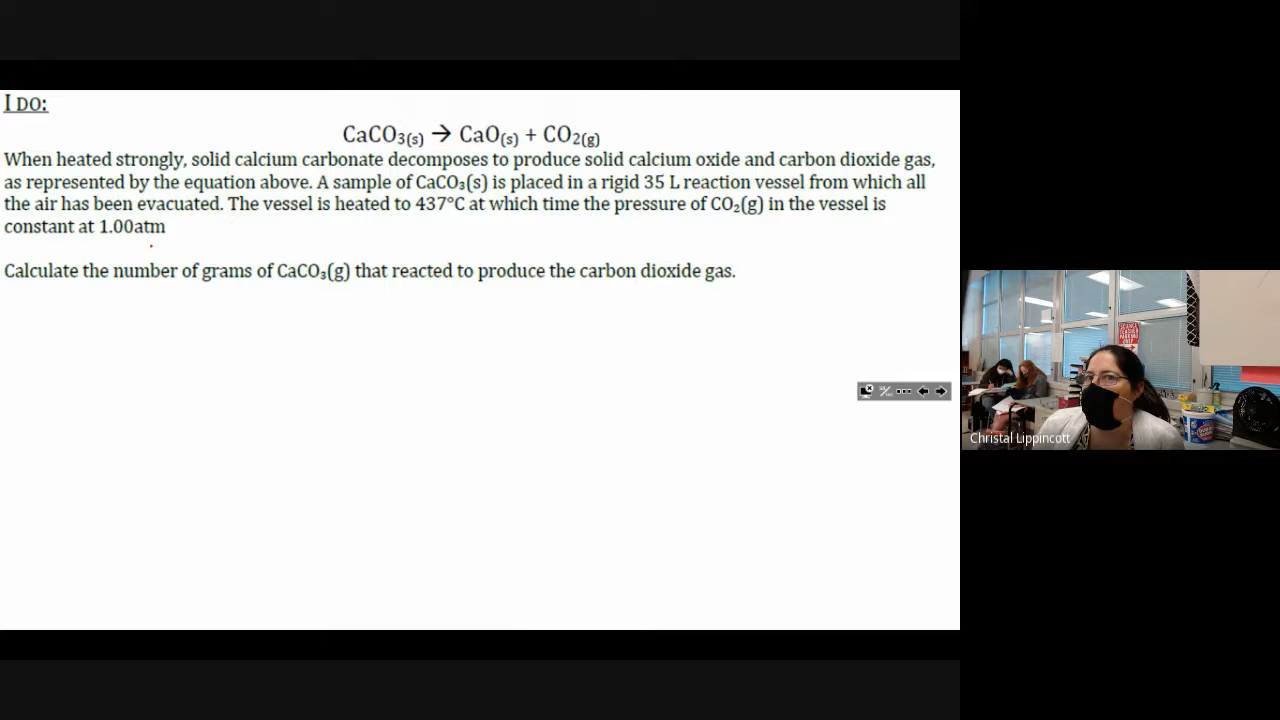 I DO:
CaCO₃(s) → CaO(s) + CO₂(g)
When heated strongly, solid calcium carbonate decomposes to produce solid calcium oxide and carbon dioxide gas,
as represented by the equation above. A sample of CaCO₃(s) is placed in a rigid 35 L reaction vessel from which all
the air has been evacuated. The vessel is heated to 437°C at which time the pressure of CO₂(g) in the vessel is
constant at 1.00atm
Calculate the number of grams of CaCO₃(g) that reacted to produce the carbon dioxide gas.
Christal Lippincott